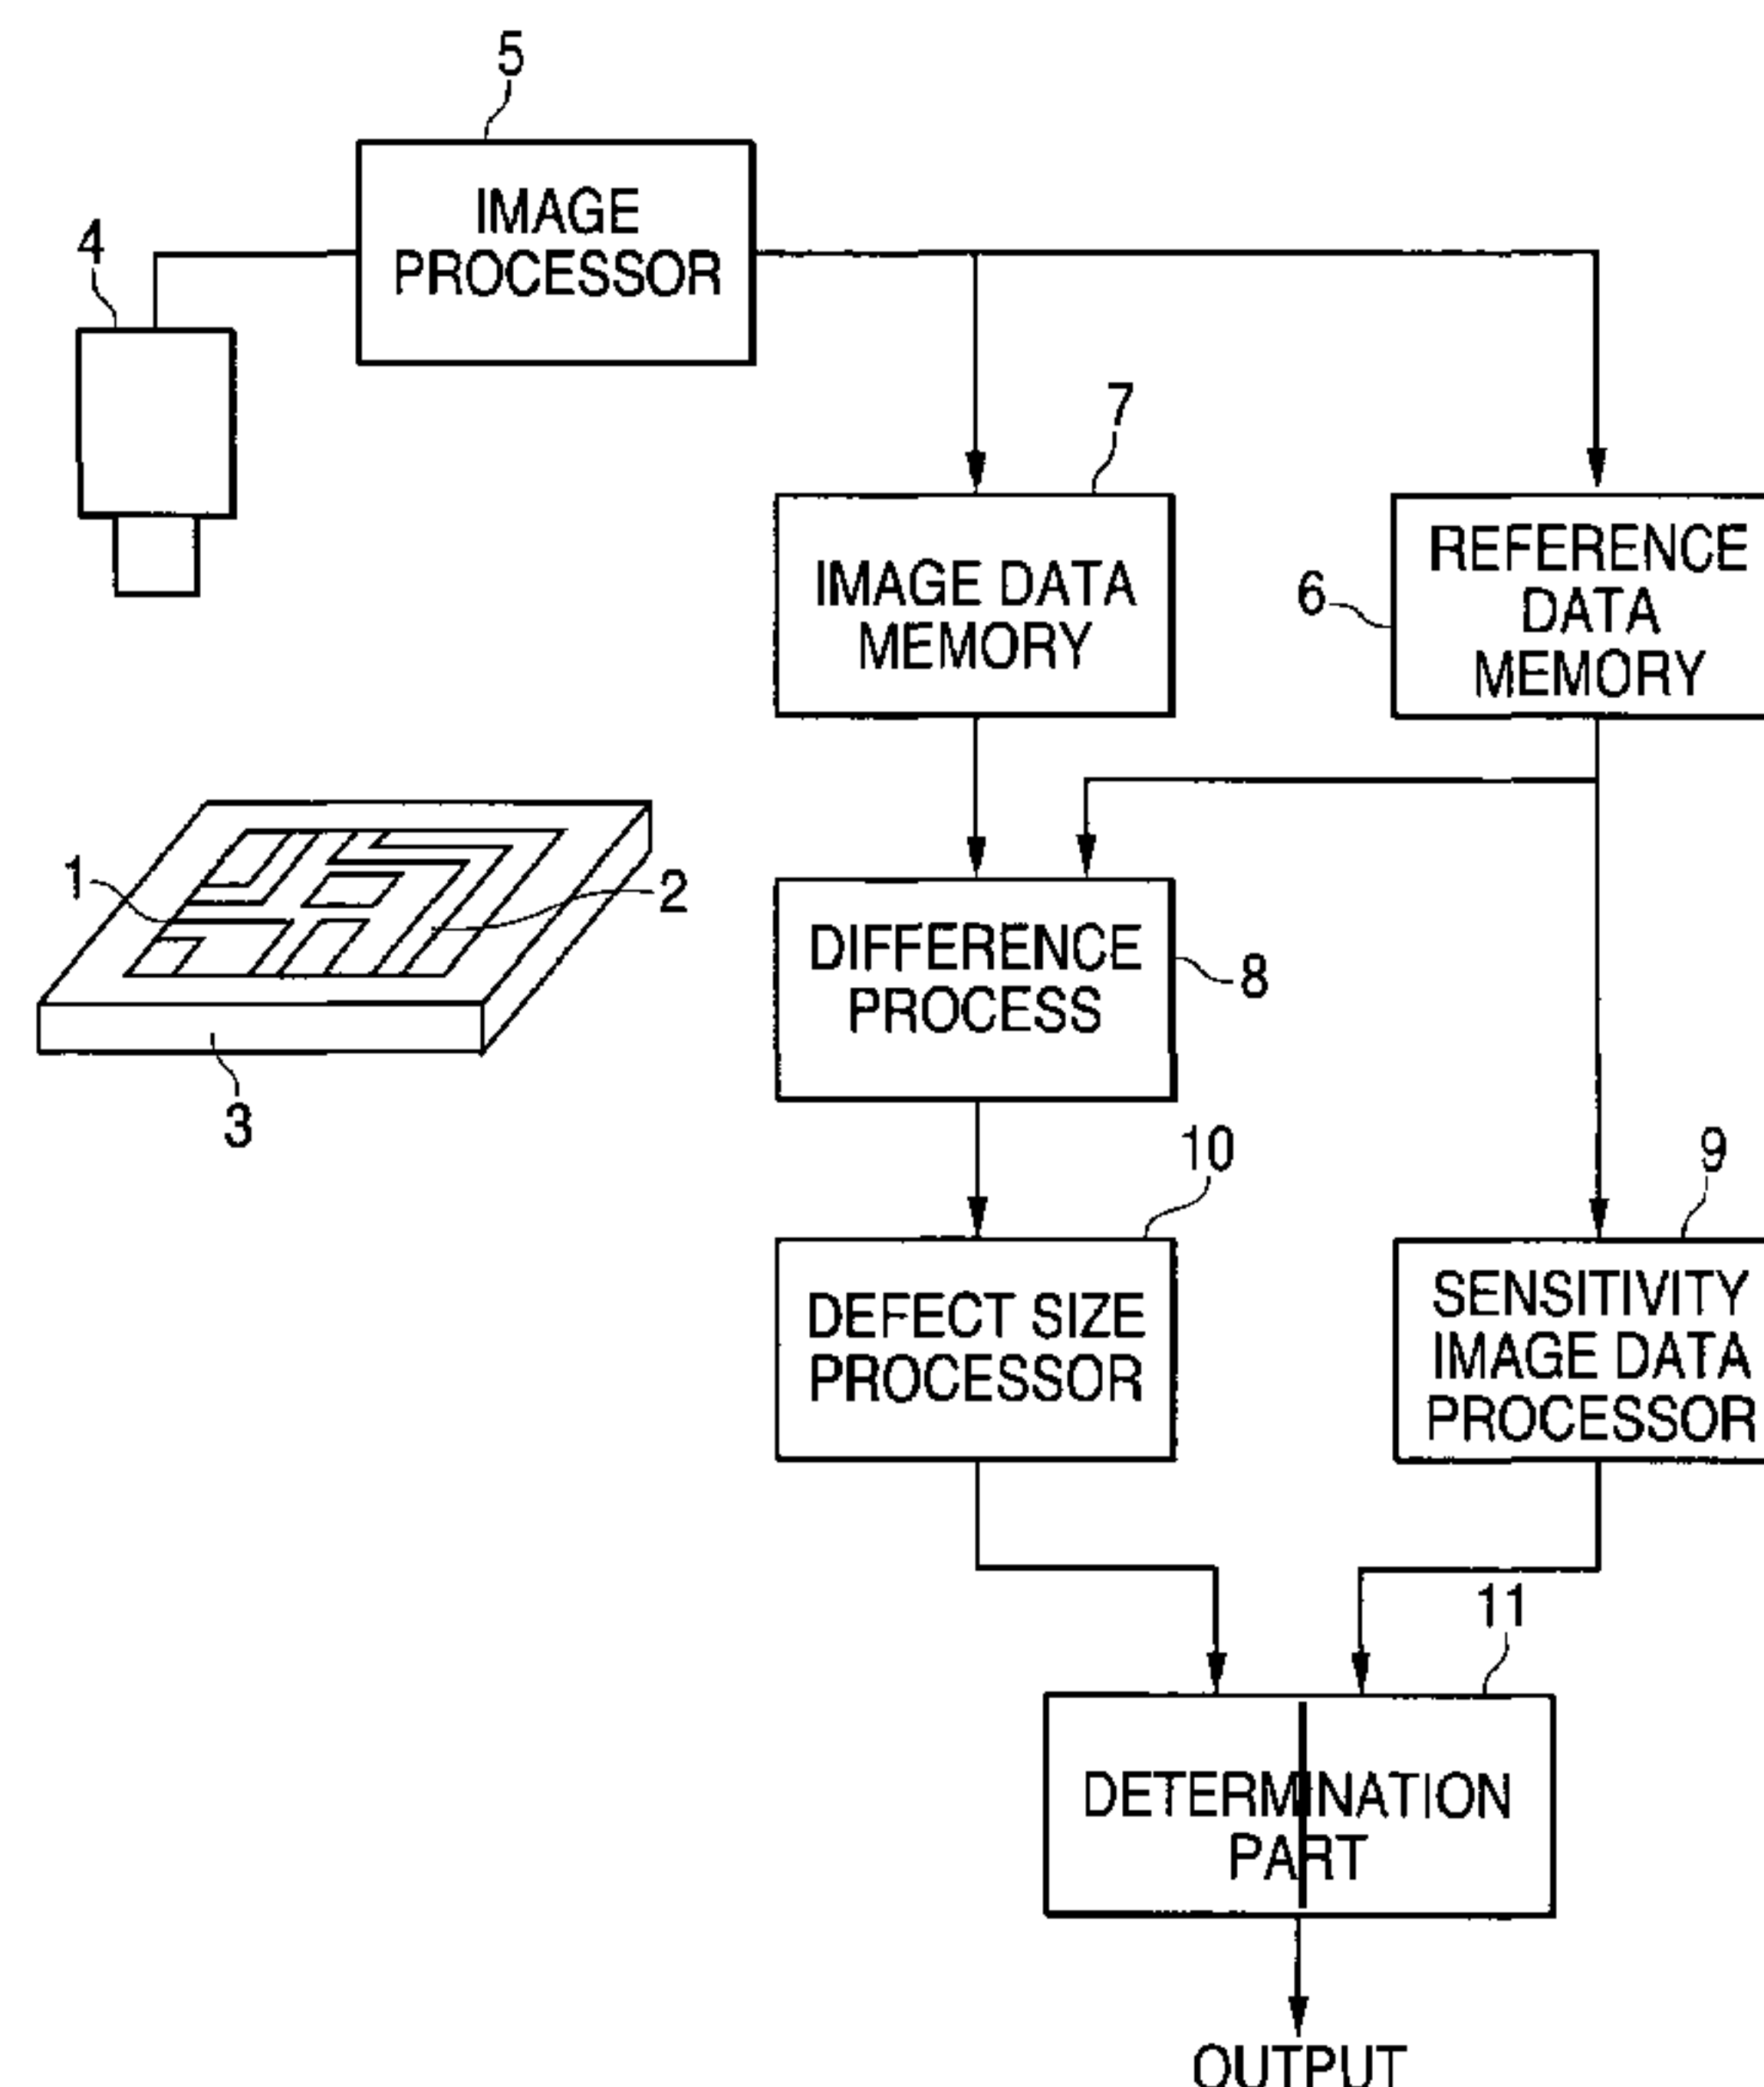 5
IMAGE
PROCESSOR
4
7
IMAGE DATA
MEMORY
6
REFERENCE
DATA
MEMORY
1
2
3
DIFFERENCE
PROCESS
8
10
DEFECT SIZE
PROCESSOR
9
SENSITIVITY
IMAGE DATA
PROCESSOR
11
DETERMINATION
PART
OUTPUT